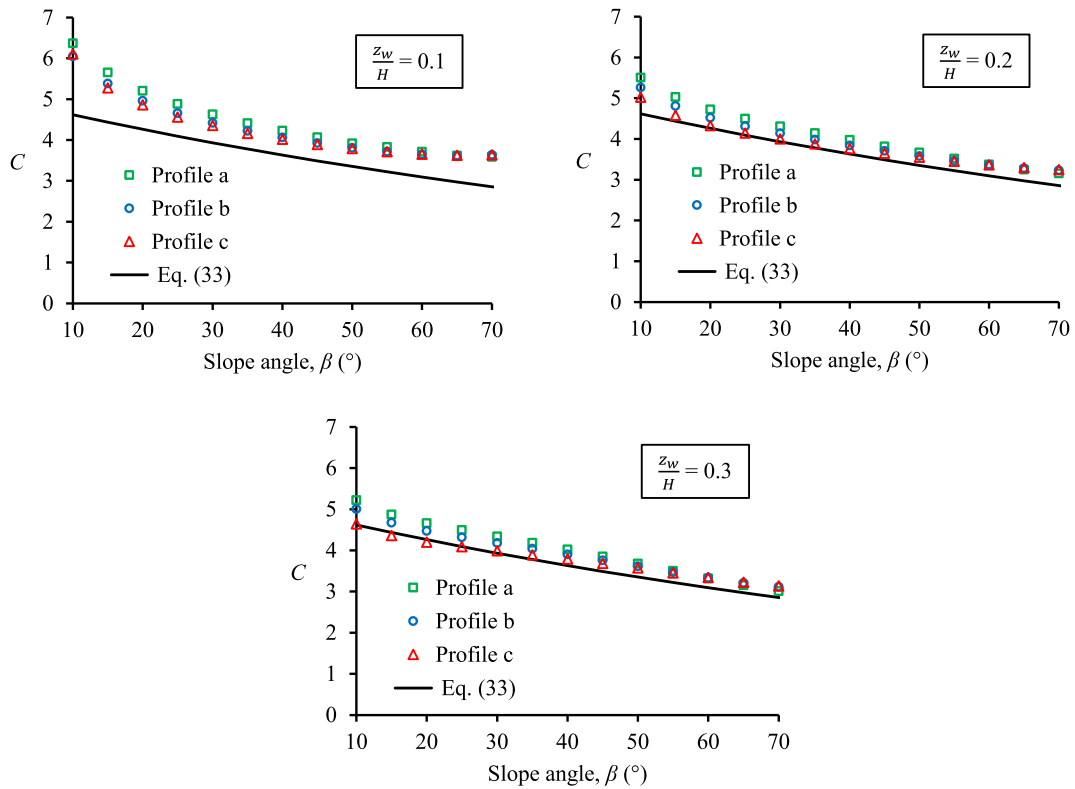 7
6
5
4
3
2
1
0
C
z_w/H = 0.1
Profile a
Profile b
Profile c
Eq. (33)
10 20 30 40 50 60 70
Slope angle, β (°)
7
6
5
4
3
2
1
0
C
z_w/H = 0.2
Profile a
Profile b
Profile c
Eq. (33)
10 20 30 40 50 60 70
Slope angle, β (°)
7
6
5
4
3
2
1
0
C
z_w/H = 0.3
Profile a
Profile b
Profile c
Eq. (33)
10 20 30 40 50 60 70
Slope angle, β (°)